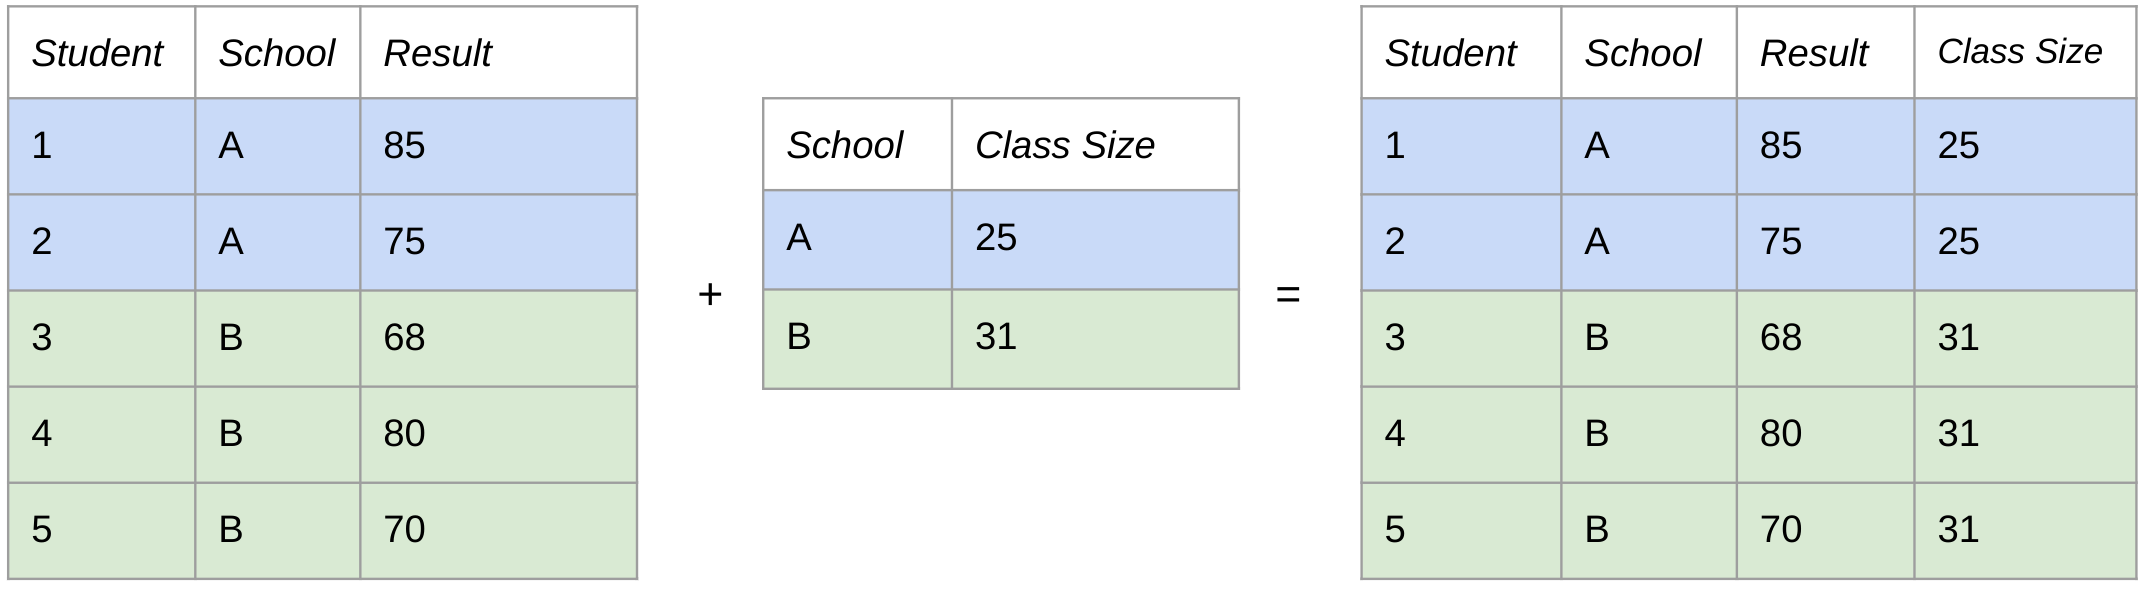 Student School Result
1 A 85
2 A 75
3 B 68
4 B 80
5 B 70
+
School Class Size
A 25
B 31
=
Student School Result Class Size
1 A 85 25
2 A 75 25
3 B 68 31
4 B 80 31
5 B 70 31